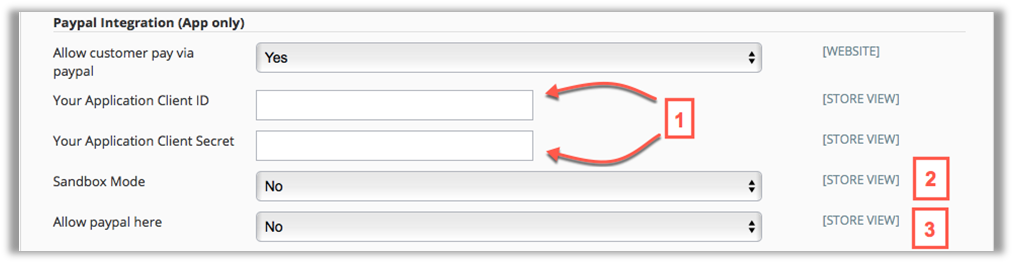 Paypal Integration (App only)
Allow customer pay via
paypal
Yes
[WEBSITE]
Your Application Client ID
[STORE VIEW]
1
Your Application Client Secret
[STORE VIEW]
Sandbox Mode
No
[STORE VIEW]
2
Allow paypal here
No
[STORE VIEW]
3